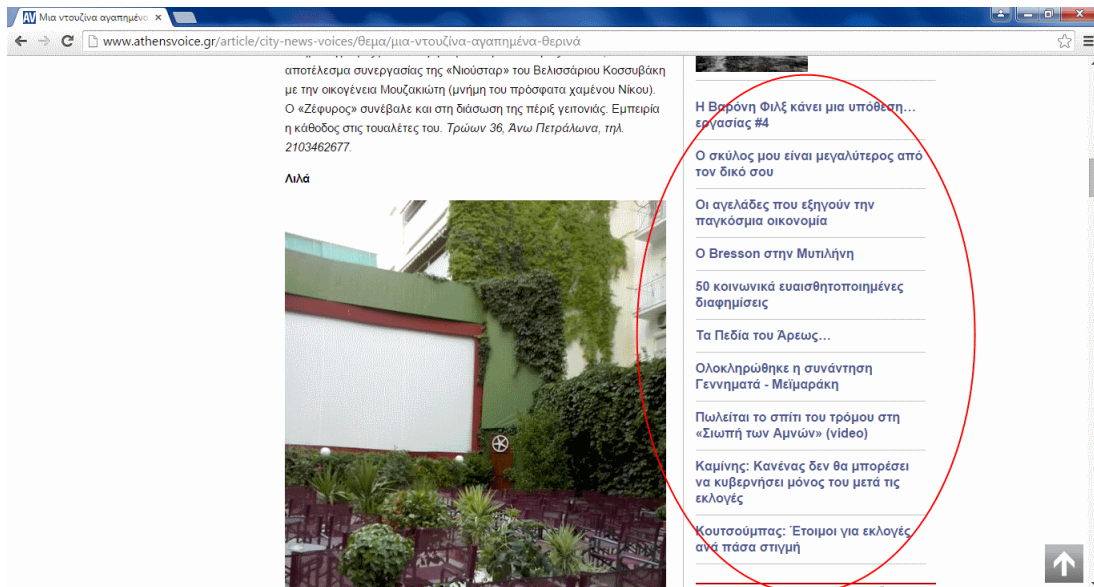 Μια ντουζίνα αγαπημένα
www.athensvoice.gr/article/city-news-voices/θεμα/μια-ντουζίνα-αγαπημένα-θερινά
αποτέλεσμα συνεργασίας της «Νιούσταρ» του Βελισσάριου Κοσσυβάκη
με την οικογένεια Μουζακιώτη (μνήμη του πρόσφατα χαμένου Νίκου).
Ο «Ζέφυρος» συνέβαλε και στη διάσωση της πέριξ γειτονιάς. Εμπειρία
η κάθοδος στις τουαλέτες του. Τρώων 36, Άνω Πετράλωνα, τηλ.
2103462677.
Λιλά
Η Βαρόνη Φιλξ κάνει μια υπόθεση…
εργασίας #4
Ο σκύλος μου είναι μεγαλύτερος από
τον δικό σου
Οι αγελάδες που εξηγούν την
παγκόσμια οικονομία
Ο Bresson στην Μυτιλήνη
50 κοινωνικά ευαισθητοποιημένες
διαφημίσεις
Τα Πεδία του Άρεως…
Ολοκληρώθηκε η συνάντηση
Γεννηματά - Μεϊμαράκη
Πωλείται το σπίτι του τρόμου στη
«Σιωπή των Αμνών» (video)
Καμίνης: Κανένας δεν θα μπορέσει
να κυβερνήσει μόνος του μετά τις
εκλογές
Κουτσούμπας: Έτοιμοι για εκλογές
ανά πάσα στιγμή